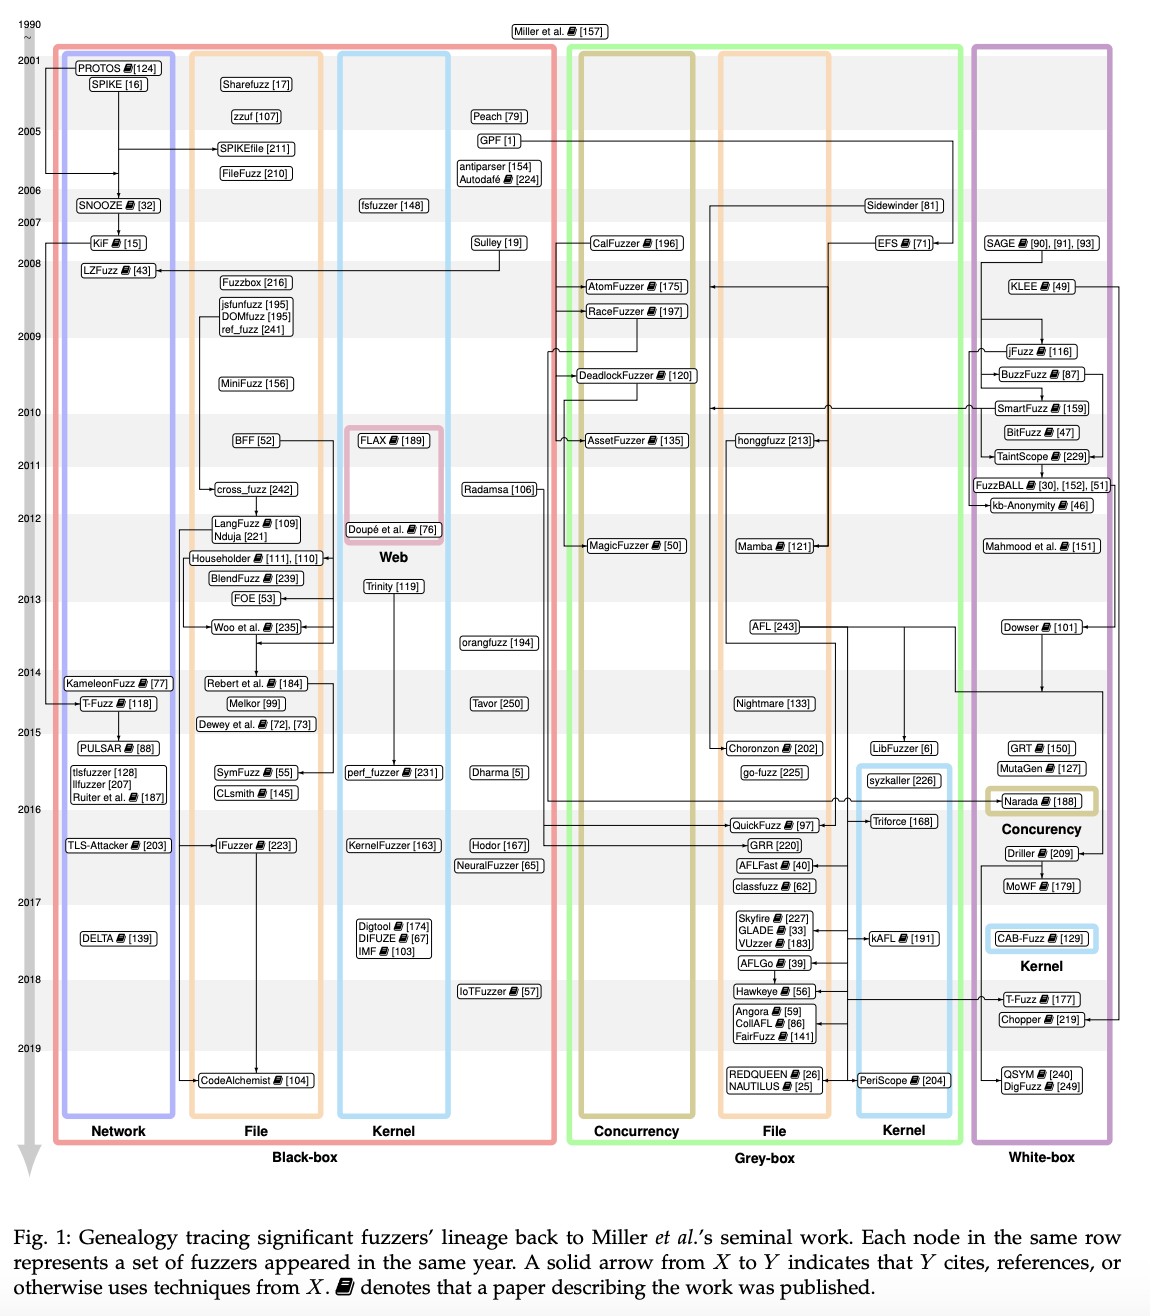 1990
~
Miller et al. [157]
2001
PROTOS [124]
SPIKE [16]
Sharefuzz [17]
zzuf [107]
Peach [79]
2005
GPF [1]
SPIKEfile [211]
antiparser [154]
Autodafé [224]
FileFuzz [210]
2006
SNOOZE [32]
fsfuzzer [148]
Sidewinder [81]
2007
KiF [15]
Sulley [19]
CalFuzzer [196]
EFS [71]
SAGE [90], [91], [93]
2008
LZFuzz [43]
Fuzzbox [216]
AtomFuzzer [175]
KLEE [49]
jsfunfuzz [195]
DOMfuzz [195]
ref_fuzz [241]
RaceFuzzer [197]
2009
jFuzz [116]
MiniFuzz [156]
DeadlockFuzzer [120]
BuzzFuzz [87]
2010
SmartFuzz [159]
BFF [52]
FLAX [189]
AssetFuzzer [135]
honggfuzz [213]
BitFuzz [47]
TaintScope [229]
2011
cross_fuzz [242]
Radamsa [106]
FuzzBALL [30], [152], [51]
kb-Anonymity [46]
2012
LangFuzz [109]
Nduja [221]
Doupé et al. [76]
Web
Householder [111], [110]
MagicFuzzer [50]
Mamba [121]
Mahmood et al. [151]
BlendFuzz [239]
Trinity [119]
FOE [53]
2013
Woo et al. [235]
orangfuzz [194]
AFL [243]
Dowser [101]
2014
KameleonFuzz [77]
Rebert et al. [184]
T-Fuzz [118]
Melkor [99]
Tavor [250]
Nightmare [133]
Dewey et al. [72], [73]
2015
PULSAR [88]
Choronzon [202]
LibFuzzer [6]
GRT [150]
tlsfuzzer [128]
llfuzzer [207]
Ruiter et al. [187]
SymFuzz [55]
perf_fuzzer [231]
Dharma [5]
go-fuzz [225]
syzkaller [226]
MutaGen [127]
CLsmith [145]
Narada [188]
2016
Concurency
QuickFuzz [97]
Triforce [168]
TLS-Attacker [203]
IFuzzer [223]
KernelFuzzer [163]
Hodor [167]
GRR [220]
Driller [209]
NeuralFuzzer [65]
AFLFast [40]
classfuzz [62]
MoWF [179]
2017
DELTA [139]
Digtool [174]
DIFUZE [67]
IMF [103]
Skyfire [227]
GLADE [33]
VUzzer [183]
kAFL [191]
CAB-Fuzz [129]
Kernel
AFLGo [39]
2018
IoTFuzzer [57]
Hawkeye [56]
T-Fuzz [177]
Angora [59]
CollAFL [86]
FairFuzz [141]
Chopper [219]
2019
CodeAlchemist [104]
REDQUEEN [26]
NAUTILUS [25]
PeriScope [204]
QSYM [240]
DigFuzz [249]
Network
File
Kernel
Concurrency
File
Kernel
Black-box
Grey-box
White-box
Fig. 1: Genealogy tracing significant fuzzers' lineage back to Miller et al.'s seminal work. Each node in the same row
represents a set of fuzzers appeared in the same year. A solid arrow from X to Y indicates that Y cites, references, or
otherwise uses techniques from X. denotes that a paper describing the work was published.